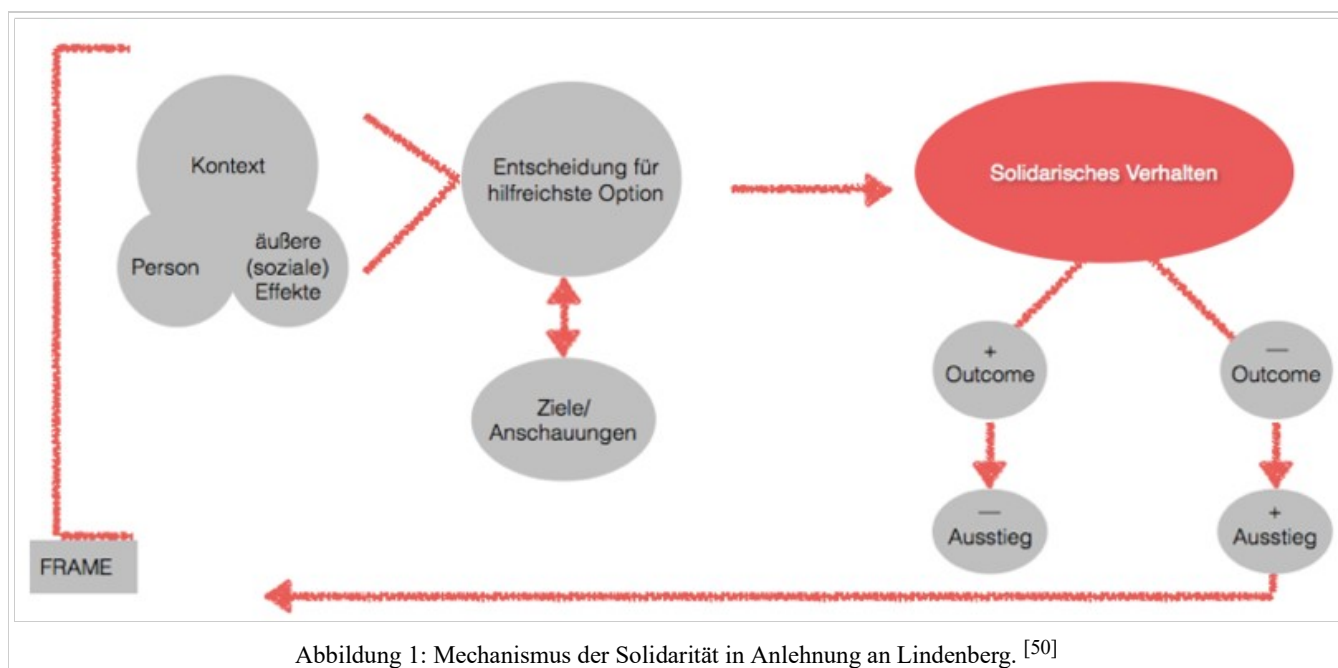 Kontext
Person
äußere
(soziale)
Effekte
Entscheidung für
hilfreichste Option
Ziele/
Anschauungen
Solidarisches Verhalten
+
Outcome
—
Outcome
—
Ausstieg
+
Ausstieg
FRAME
Abbildung 1: Mechanismus der Solidarität in Anlehnung an Lindenberg. [50]